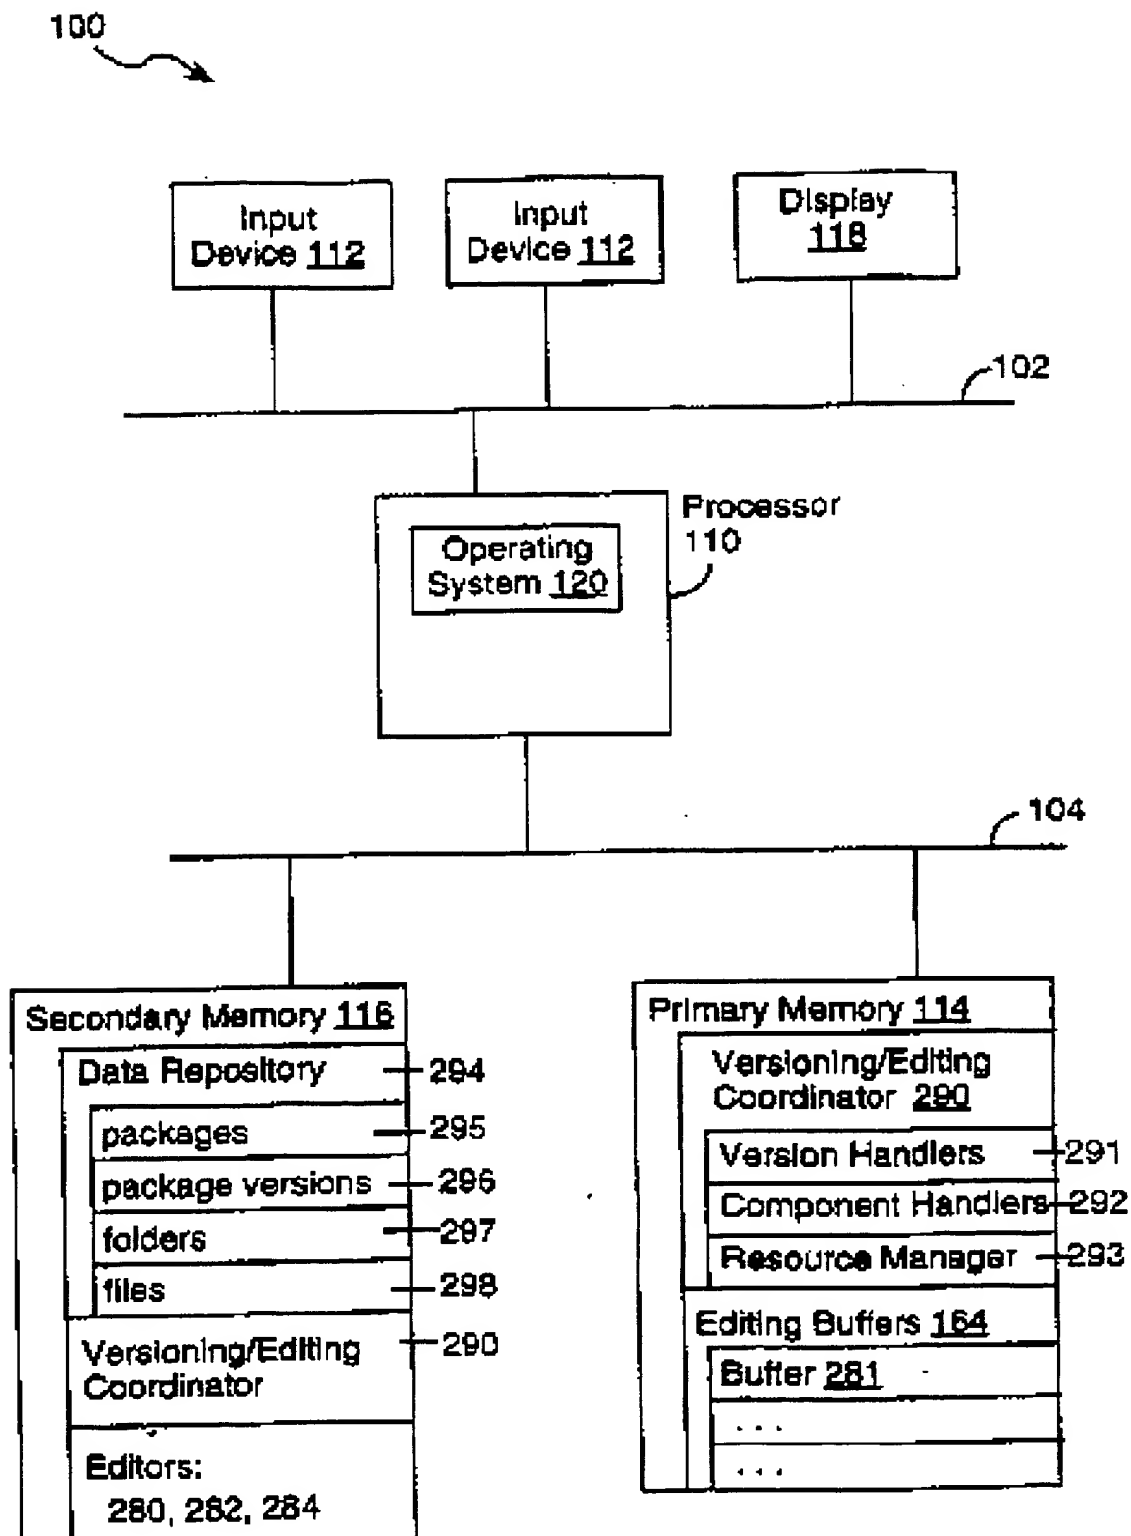 100
Input
Device 112
Input
Device 112
Display
118
102
Processor
110
Operating
System 120
104
Secondary Memory 116
Data Repository 294
packages 295
package versions 296
folders 297
files 298
Versioning/Editing 290
Coordinator
Editors:
280, 282, 284
Primary Memory 114
Versioning/Editing
Coordinator 290
Version Handlers 291
Component Handlers 292
Resource Manager 293
Editing Buffers 164
Buffer 281
. . .
. . .